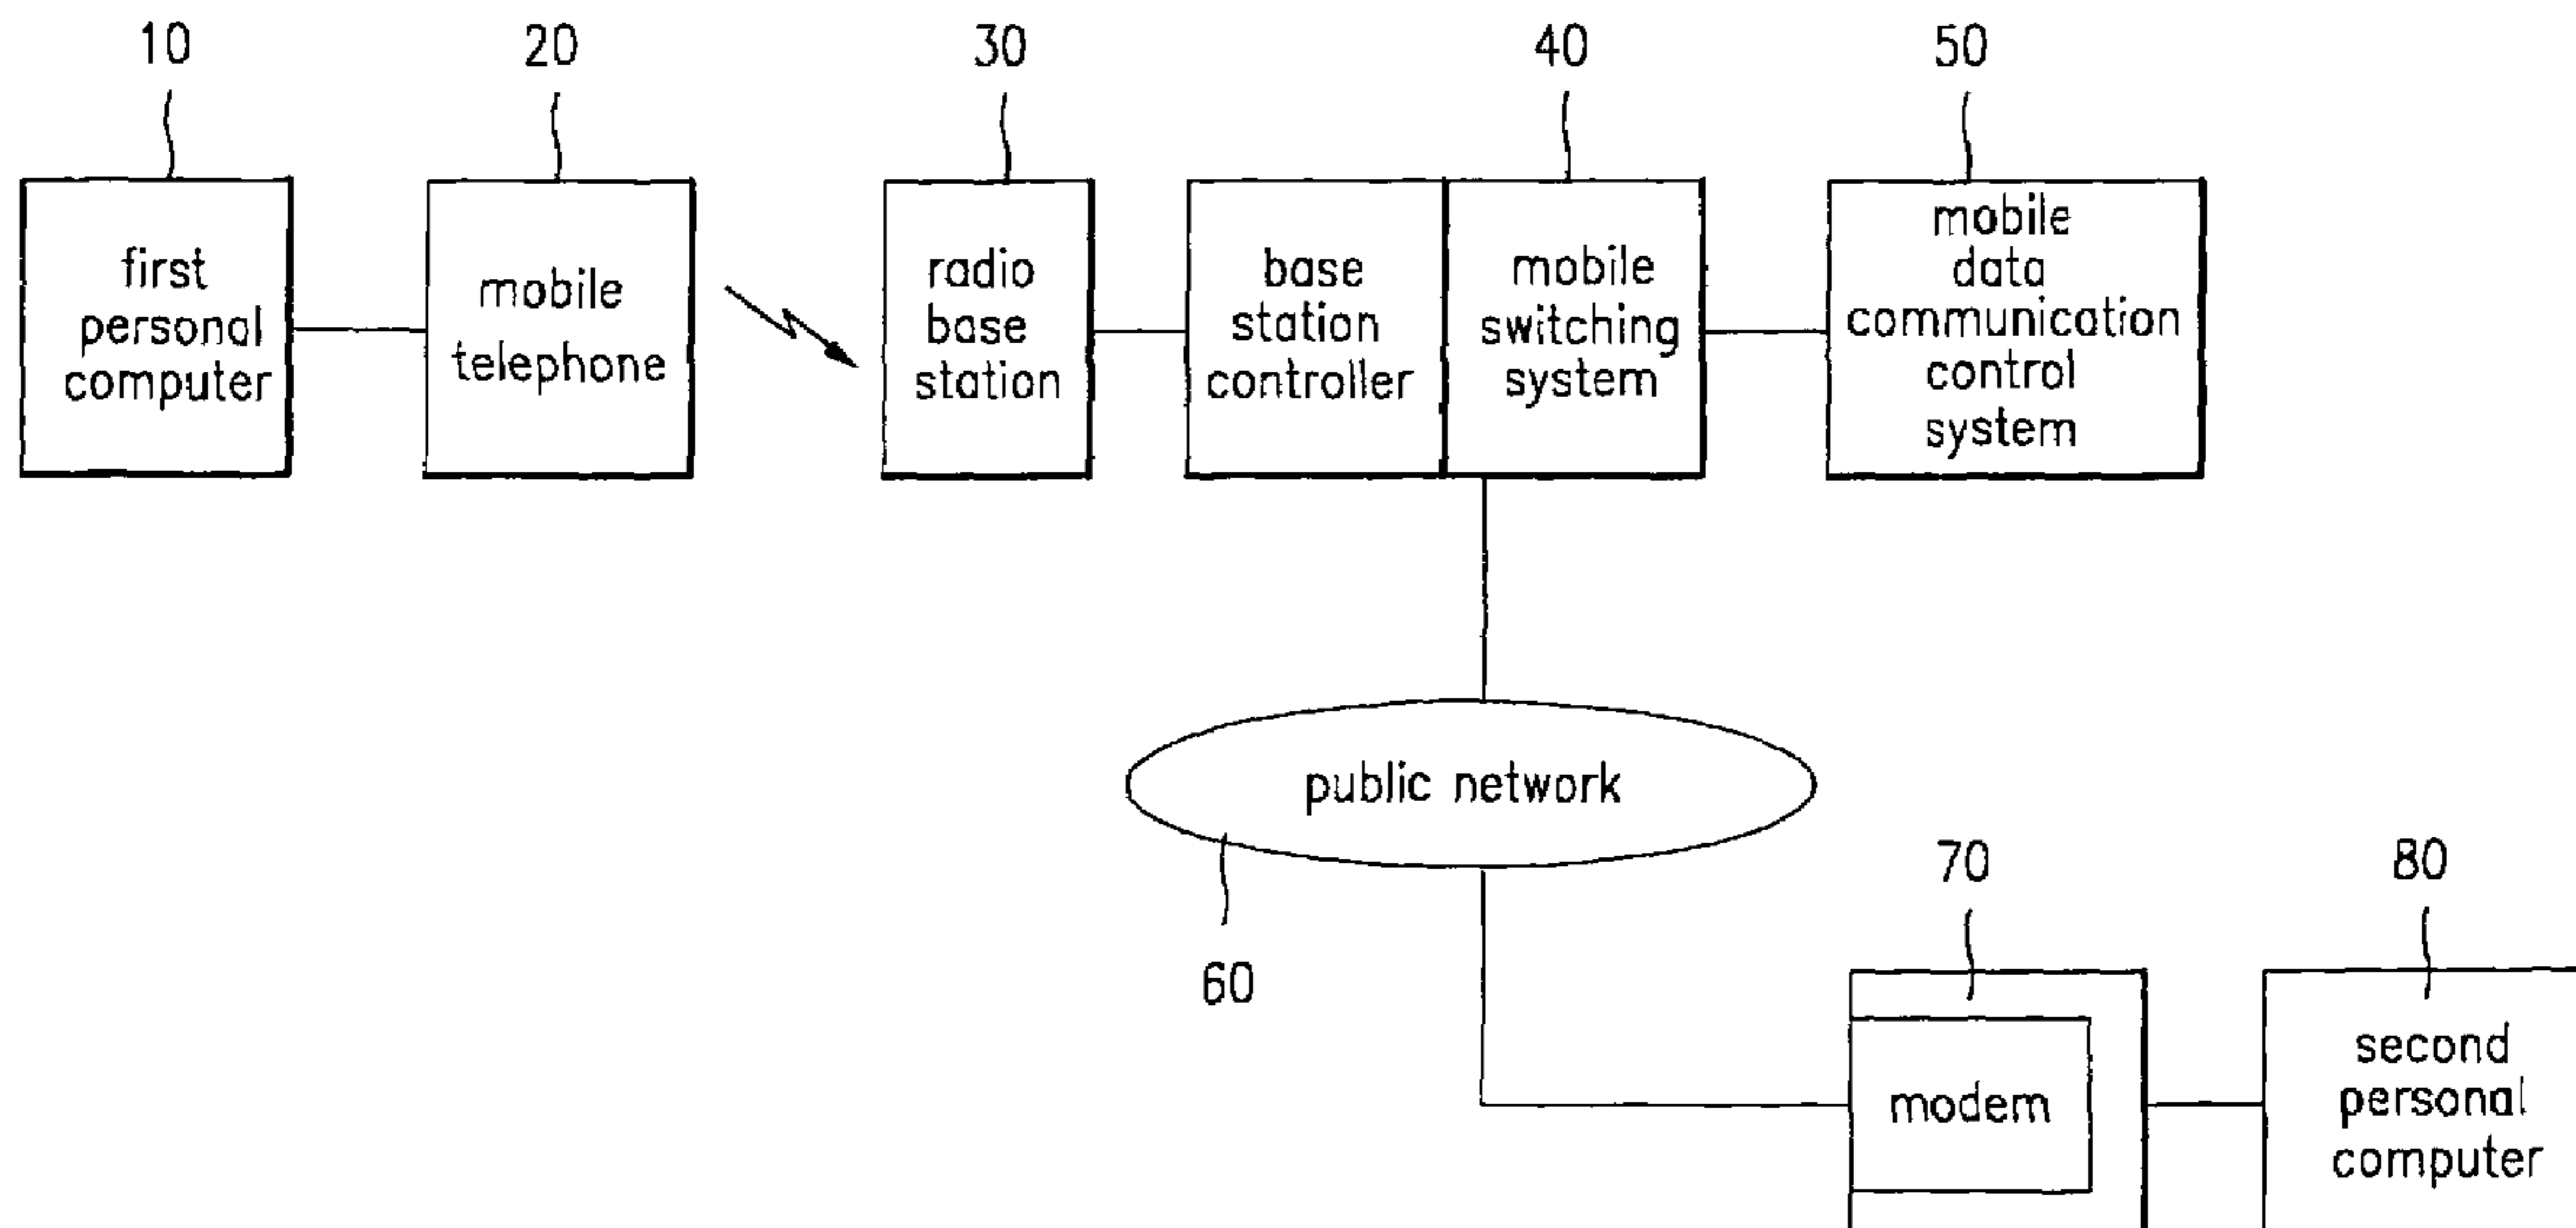 10
20
30
40
50
first
personal
computer
mobile
telephone
radio
base
station
base
station
controller
mobile
switching
system
mobile
data
communication
control
system
public network
60
70
80
modem
second
personal
computer